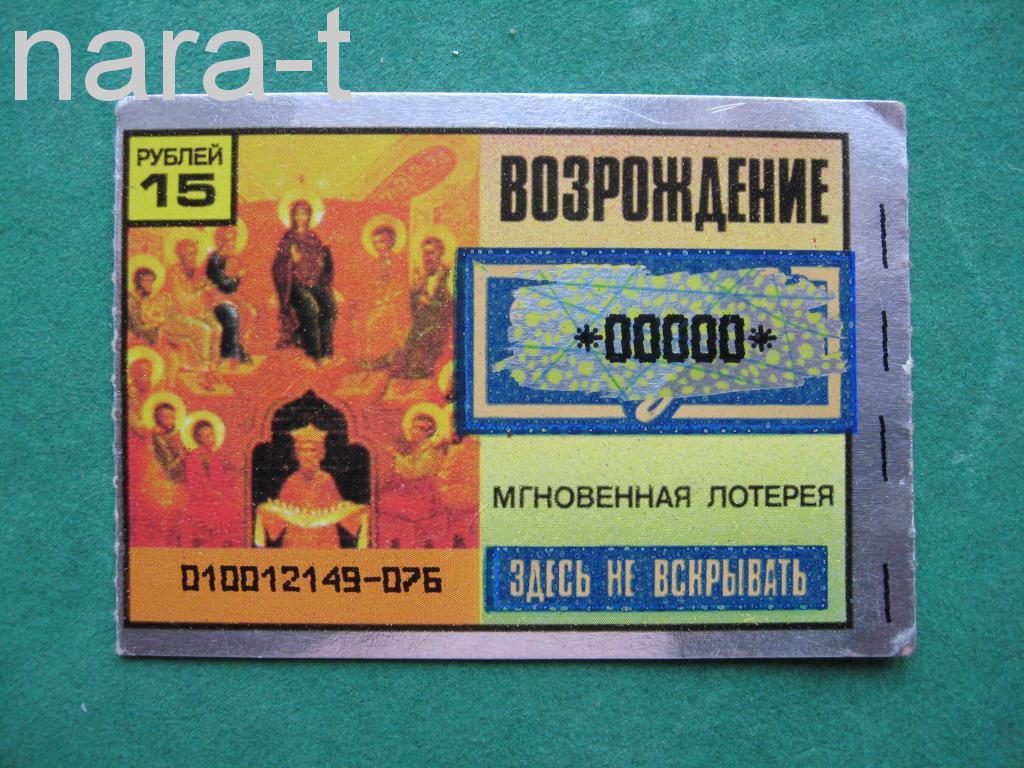 nara-t
РУБЛЕЙ
15
ВОЗРОЖДЕНИЕ
*00000*
МГНОВЕННАЯ ЛОТЕРЕЯ
010012149-076
ЗДЕСЬ НЕ ВСКРЫВАТЬ